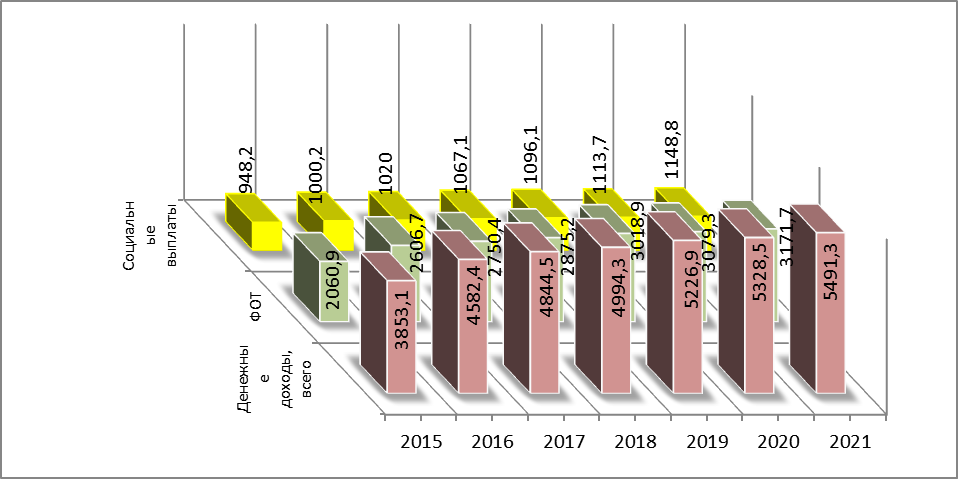 948,2
1000,2
1020
1067,1
1096,1
1113,7
1148,8
Социальн
ые
выплаты
2060,9
2606,7
2750,4
2875,2
3018,9
3079,3
3171,7
ФОТ
3853,1
4582,4
4844,5
4994,3
5226,9
5328,5
5491,3
Денежны
е
доходы,
всего
2015 2016 2017 2018 2019 2020 2021